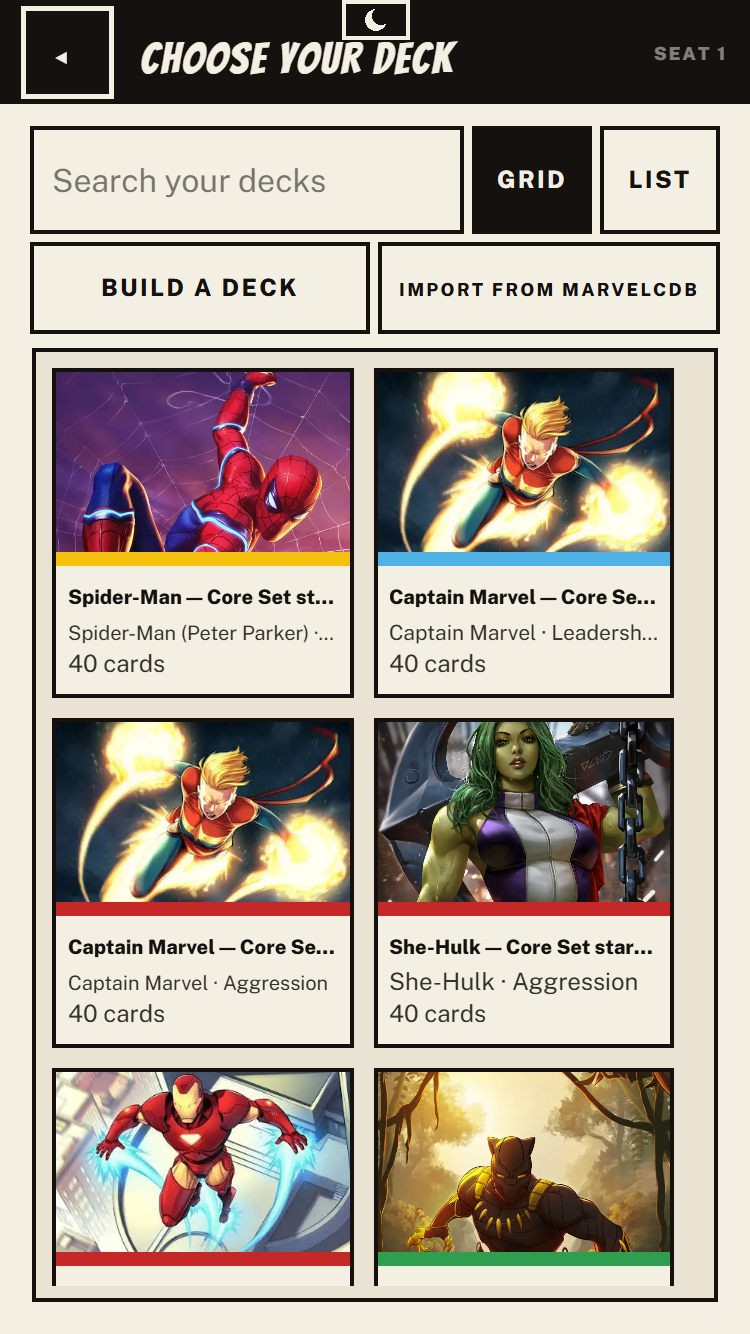 CHOOSE YOUR DECK
SEAT 1
Search your decks
GRID
LIST
BUILD A DECK
IMPORT FROM MARVELCDB
Spider-Man — Core Set st...
Spider-Man (Peter Parker) ·...
40 cards
Captain Marvel — Core Se...
Captain Marvel · Leadersh...
40 cards
Captain Marvel — Core Se...
Captain Marvel · Aggression
40 cards
She-Hulk — Core Set star...
She-Hulk · Aggression
40 cards